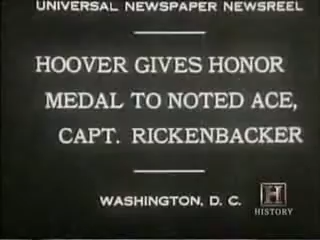 UNIVERSAL NEWSPAPER NEWSREEL
HOOVER GIVES HONOR
MEDAL TO NOTED ACE,
CAPT. RICKENBACKER
WASHINGTON, D. C.
H
HISTORY